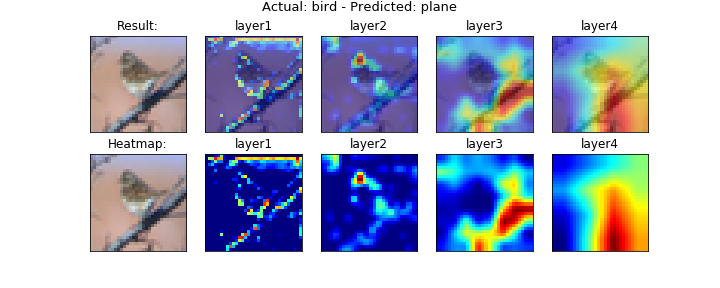 Actual: bird - Predicted: plane
Result: layer1 layer2 layer3 layer4
Heatmap: layer1 layer2 layer3 layer4